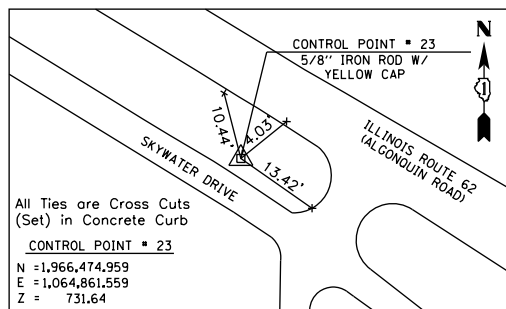 CONTROL POINT " 23
5/8" IRON ROD W/
YELLOW CAP
N
1
10.44'
4.03'
13.42'
SKYWATER DRIVE
ILLINOIS ROUTE 62
(ALGONQUIN ROAD)
All Ties are Cross Cuts
(Set) in Concrete Curb
CONTROL POINT " 23
N =1,966,474.959
E =1,064,861.559
Z = 731.64